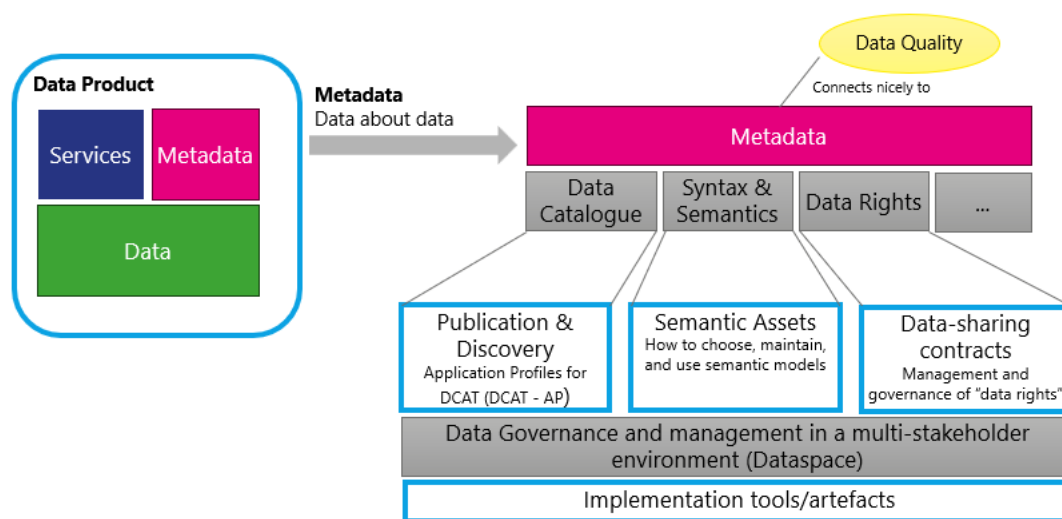 Data Product
Services
Metadata
Data
Metadata
Data about data
Data Quality
Connects nicely to
Metadata
Data
Catalogue
Syntax &
Semantics
Data Rights
...
Publication &
Discovery
Application Profiles for
DCAT (DCAT - AP)
Semantic Assets
How to choose, maintain,
and use semantic models
Data-sharing
contracts
Management and
governance of “data rights”
Data Governance and management in a multi-stakeholder
environment (Dataspace)
Implementation tools/artefacts